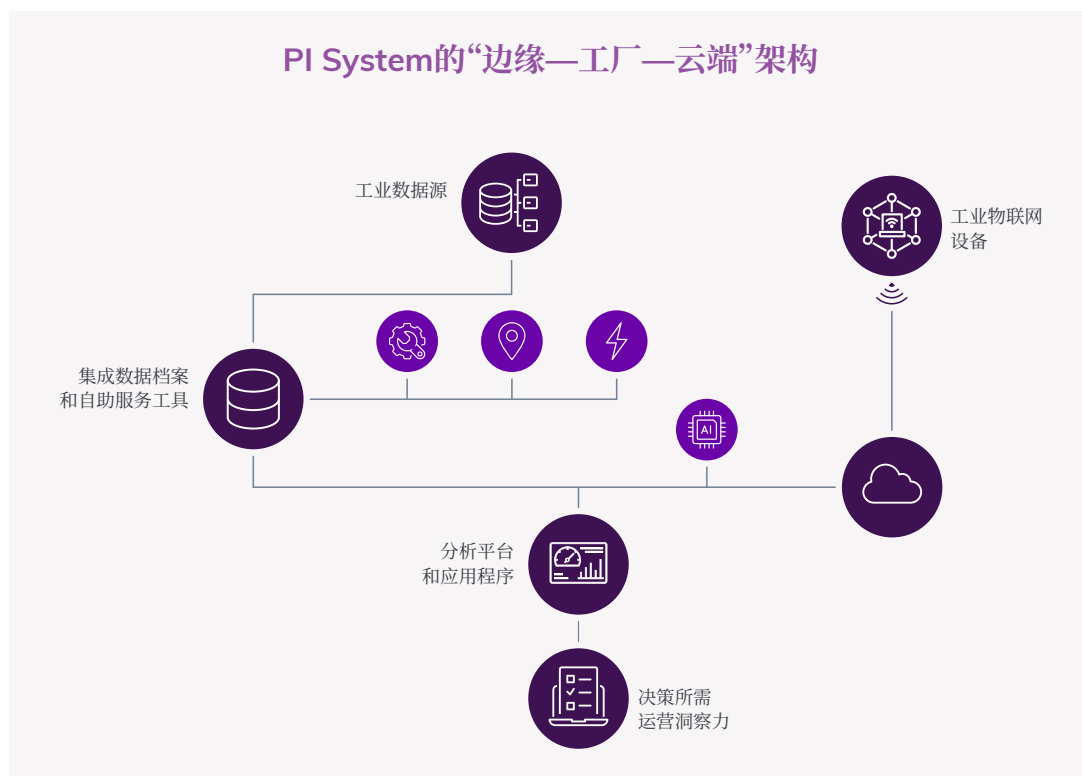 PI System的“边缘—工厂—云端”架构
工业数据源
工业物联网
设备
集成数据档案
和自助服务工具
AI
分析平台
和应用程序
决策所需
运营洞察力